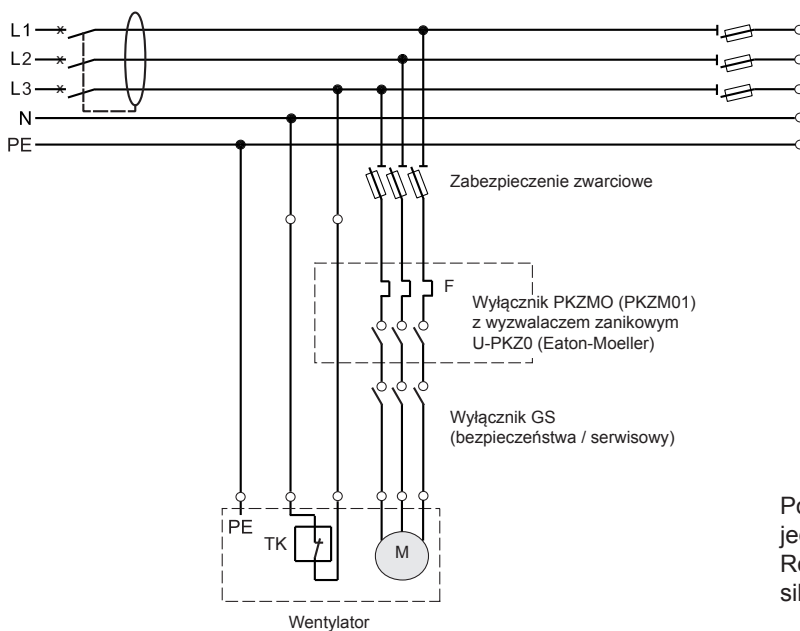 L1
L2
L3
N
PE
Zabezpieczenie zwarciowe
F
Wyłącznik PKZMO (PKZM01)
z wyzwalaczem zanikowym
U-PKZ0 (Eaton-Moeller)
Wyłącznik GS
(bezpieczeństwa / serwisowy)
PE
TK
M
Wentylator